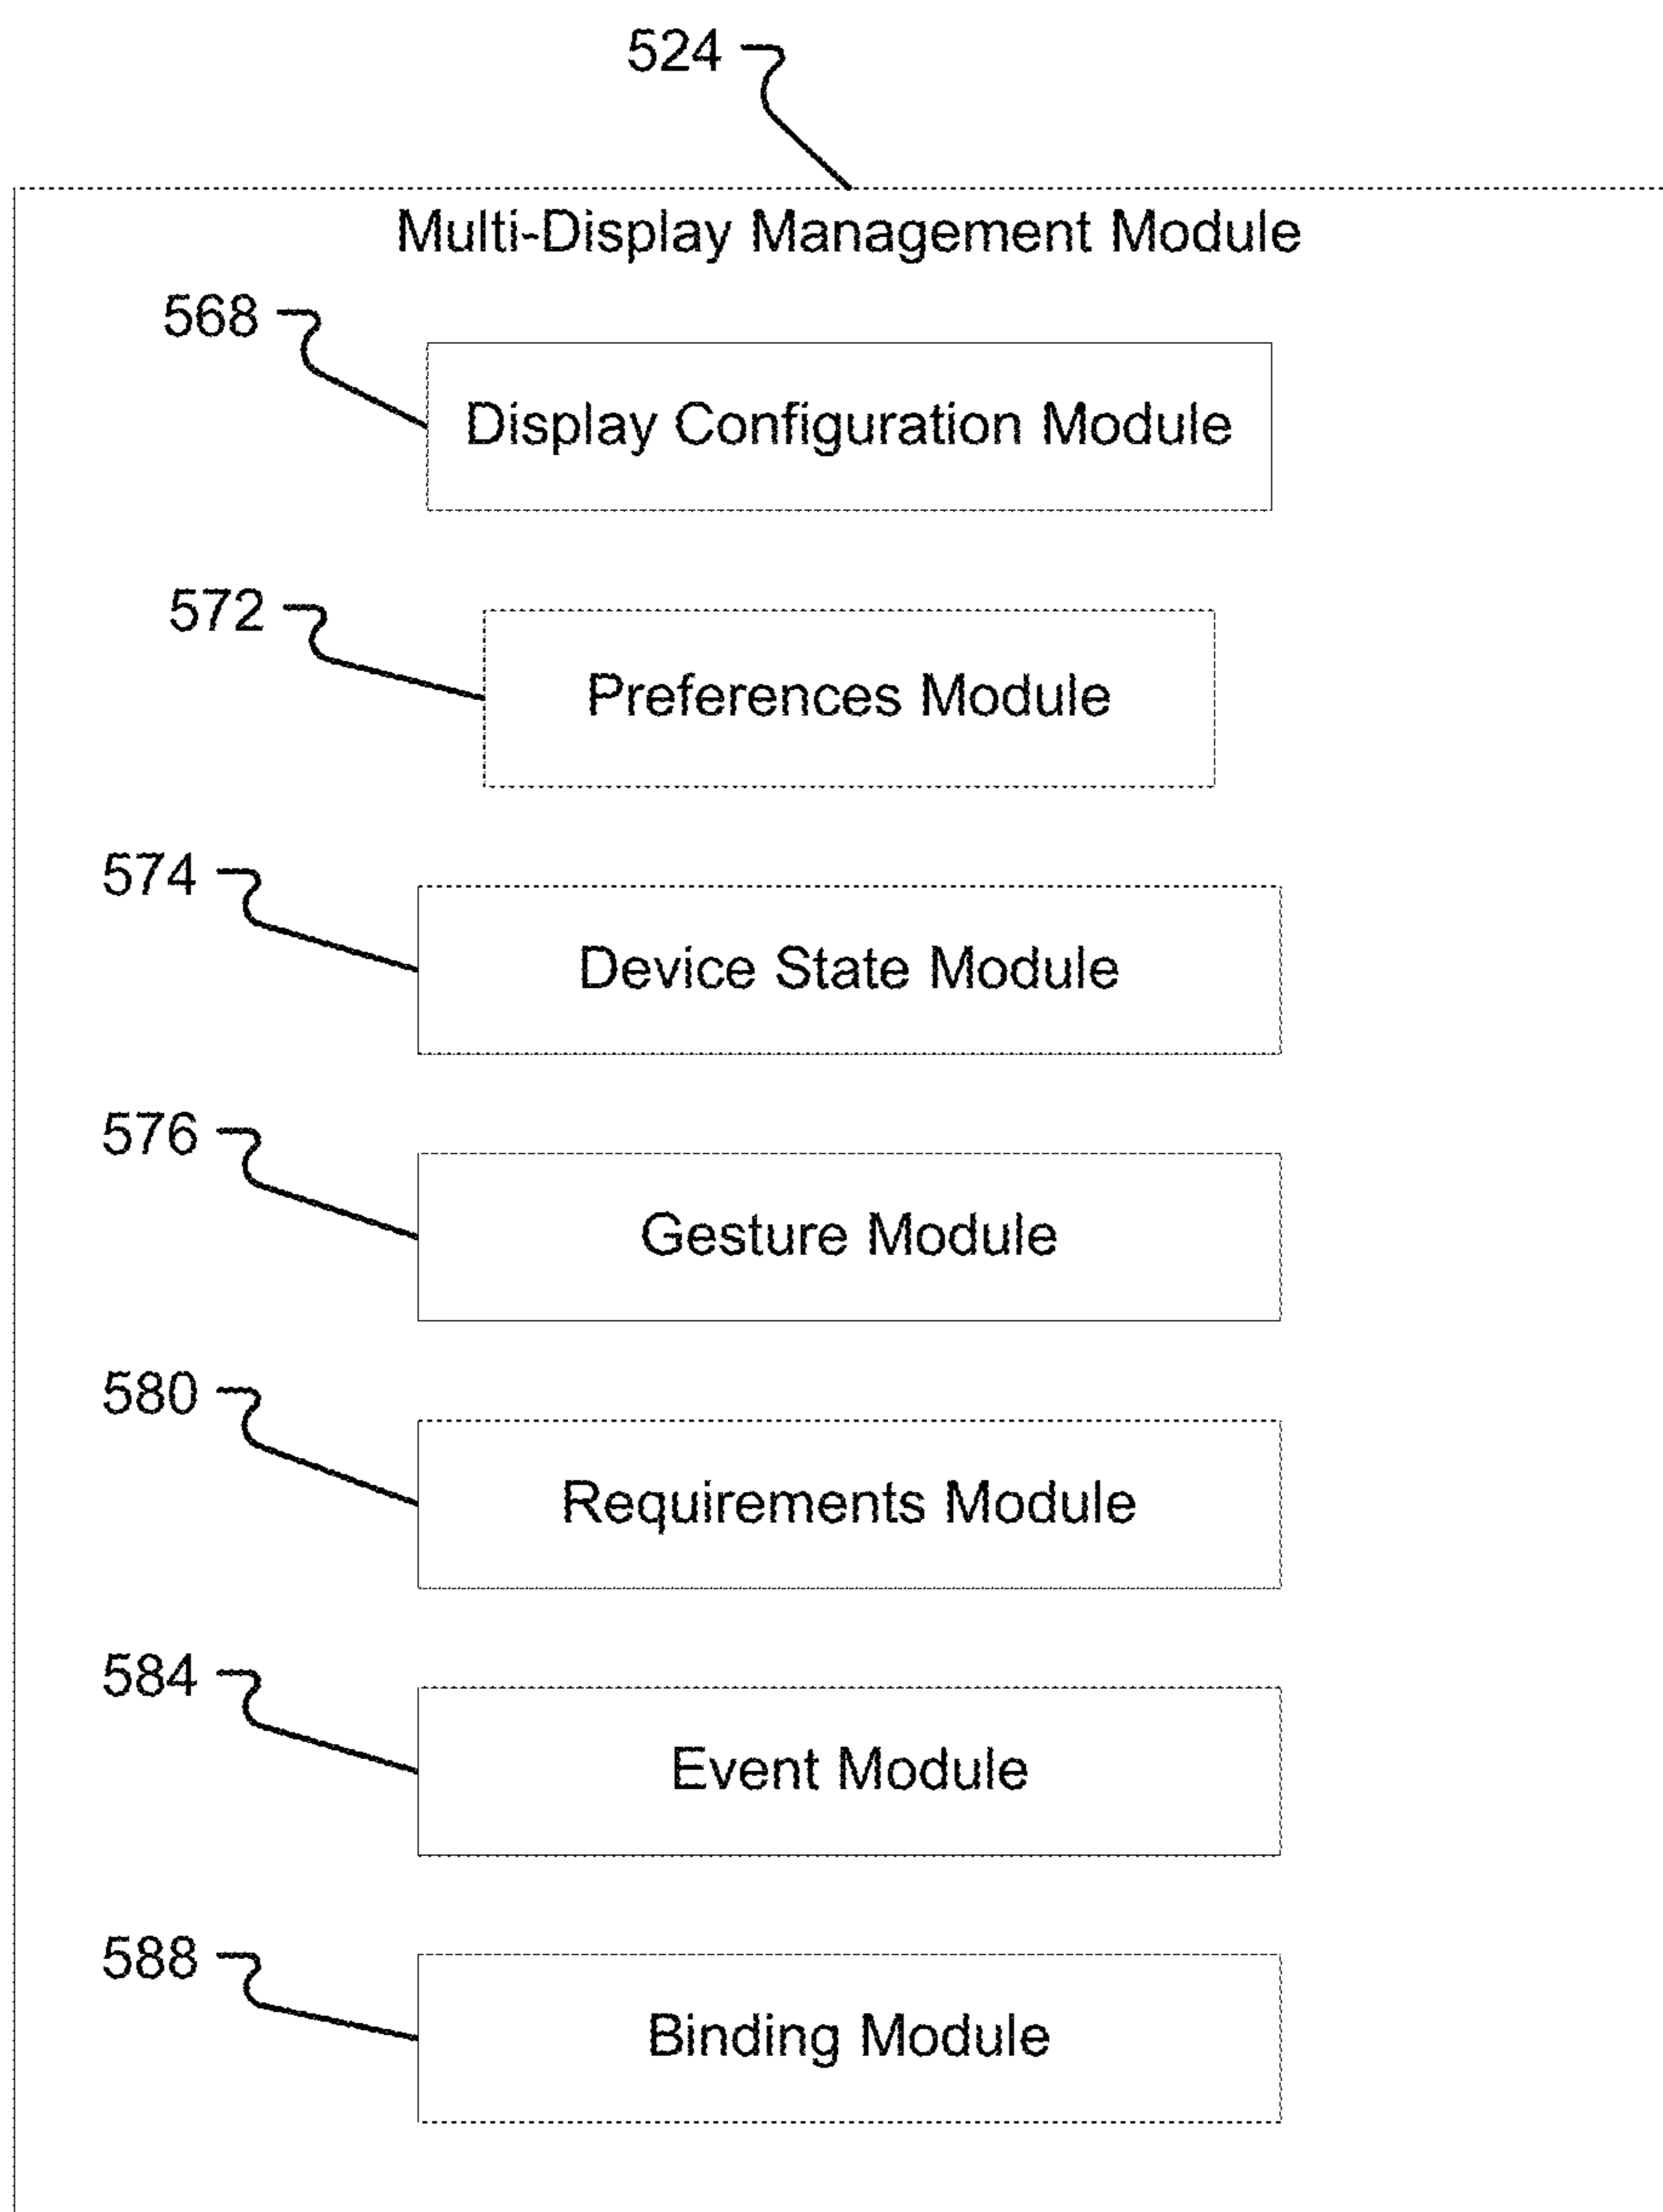 524
Multi-Display Management Module
568
Display Configuration Module
572
Preferences Module
574
Device State Module
576
Gesture Module
580
Requirements Module
584
Event Module
588
Binding Module